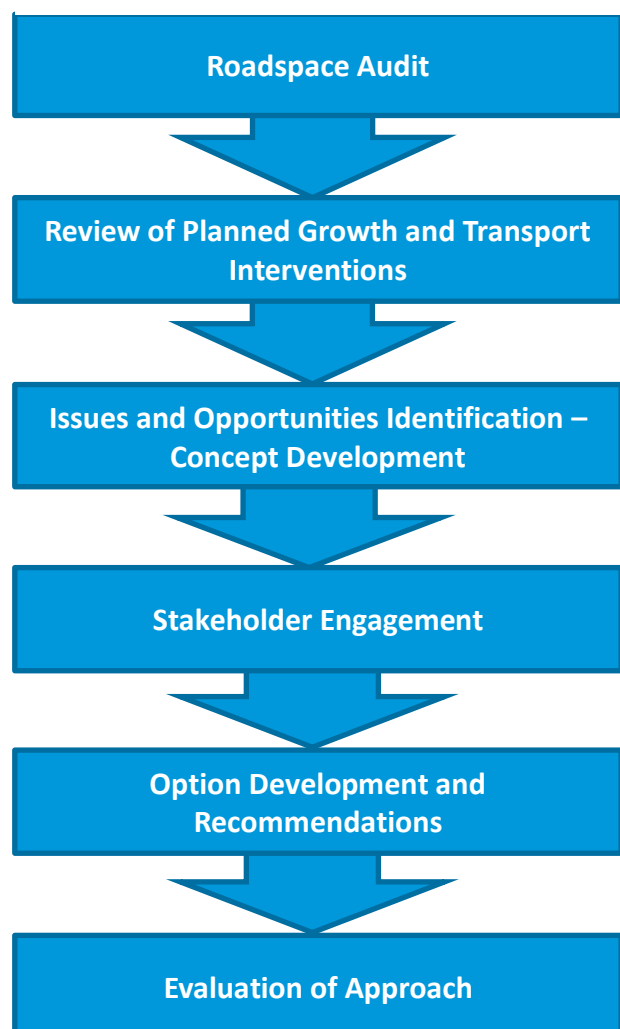 Roadspace Audit
Review of Planned Growth and Transport
Interventions
Issues and Opportunities Identification –
Concept Development
Stakeholder Engagement
Option Development and
Recommendations
Evaluation of Approach